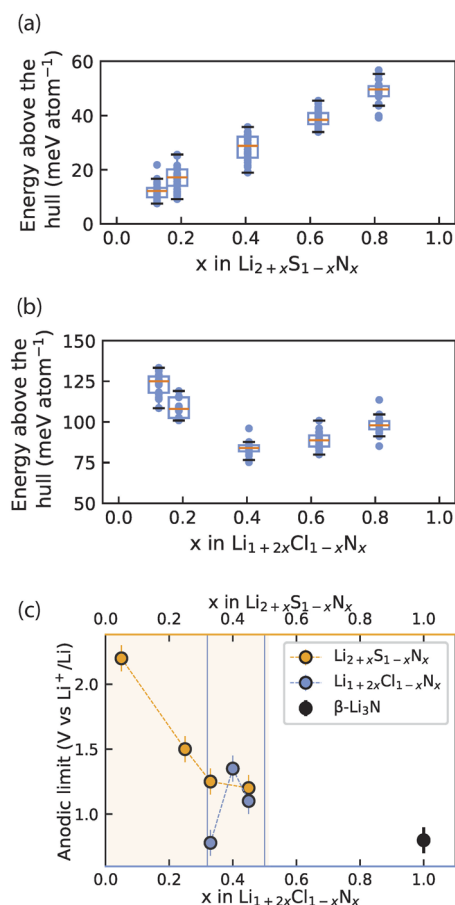 (a)
60
40
20
0
Energy above the
hull (meV atom⁻¹)
0.0 0.2 0.4 0.6 0.8 1.0
x in Li₂₊ₓS₁₋ₓNₓ
(b)
150
125
100
75
50
Energy above the
hull (meV atom⁻¹)
0.0 0.2 0.4 0.6 0.8 1.0
x in Li₁₊₂ₓCl₁₋ₓNₓ
(c)
x in Li₂₊ₓS₁₋ₓNₓ
0.0 0.2 0.4 0.6 0.8 1.0
Li₂₊ₓS₁₋ₓNₓ
Li₁₊₂ₓCl₁₋ₓNₓ
β-Li₃N
2.0
1.5
1.0
Anodic limit (V vs Li⁺/Li)
0.0 0.2 0.4 0.6 0.8 1.0
x in Li₁₊₂ₓCl₁₋ₓNₓ